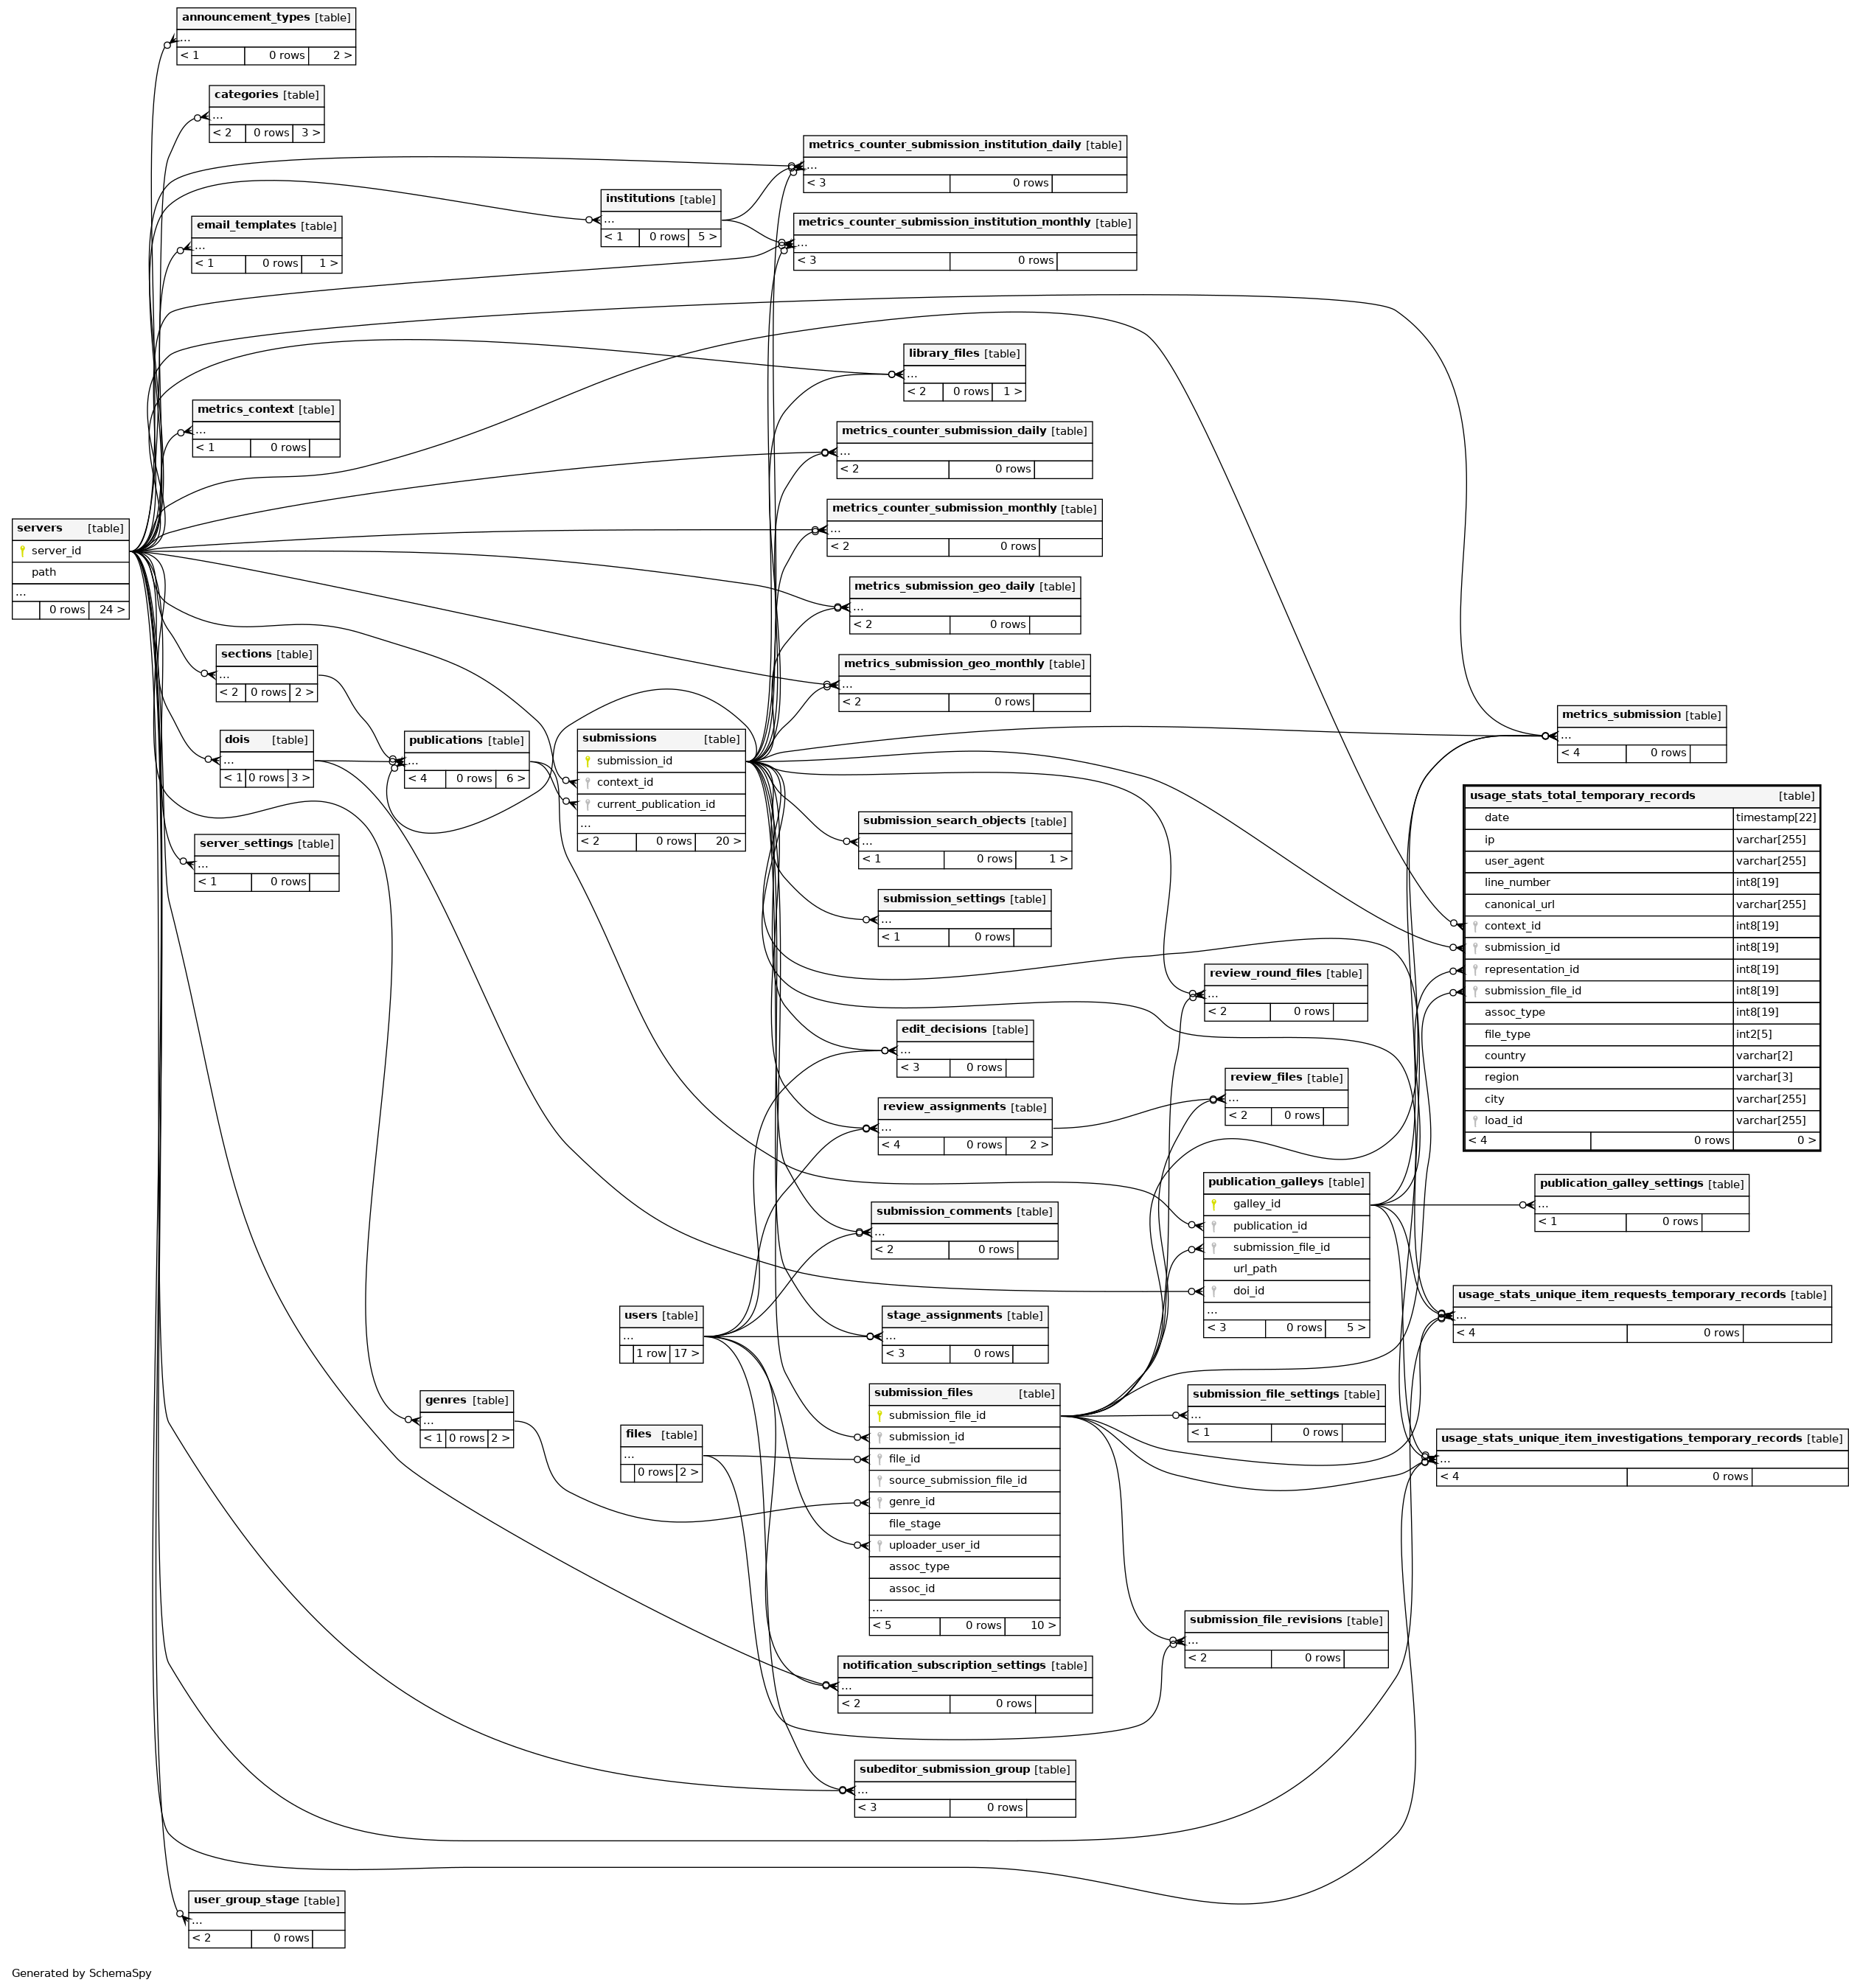 announcement_types [table]
...
< 1 0 rows 2 >
categories [table]
...
< 2 0 rows 3 >
metrics_counter_submission_institution_daily [table]
...
< 3 0 rows
institutions [table]
...
< 1 0 rows 5 >
metrics_counter_submission_institution_monthly [table]
...
< 3 0 rows
email_templates [table]
...
< 1 0 rows 1 >
library_files [table]
...
< 2 0 rows 1 >
metrics_context [table]
...
< 1 0 rows
metrics_counter_submission_daily [table]
...
< 2 0 rows
metrics_counter_submission_monthly [table]
...
< 2 0 rows
servers [table]
server_id
path
...
0 rows 24 >
metrics_submission_geo_daily [table]
...
< 2 0 rows
sections [table]
...
< 2 0 rows 2 >
metrics_submission_geo_monthly [table]
...
< 2 0 rows
metrics_submission [table]
...
< 4 0 rows
dois [table]
...
< 1 0 rows 3 >
publications [table]
...
< 4 0 rows 6 >
submissions [table]
submission_id
context_id
current_publication_id
...
< 2 0 rows 20 >
usage_stats_total_temporary_records [table]
date timestamp[22]
ip varchar[255]
user_agent varchar[255]
line_number int8[19]
canonical_url varchar[255]
context_id int8[19]
submission_id int8[19]
representation_id int8[19]
submission_file_id int8[19]
assoc_type int8[19]
file_type int2[5]
country varchar[2]
region varchar[3]
city varchar[255]
load_id varchar[255]
< 4 0 rows 0 >
submission_search_objects [table]
...
< 1 0 rows 1 >
server_settings [table]
...
< 1 0 rows
submission_settings [table]
...
< 1 0 rows
review_round_files [table]
...
< 2 0 rows
edit_decisions [table]
...
< 3 0 rows
review_files [table]
...
< 2 0 rows
review_assignments [table]
...
< 4 0 rows 2 >
publication_galleys [table]
galley_id
publication_id
submission_file_id
url_path
doi_id
...
< 3 0 rows 5 >
publication_galley_settings [table]
...
< 1 0 rows
submission_comments [table]
...
< 2 0 rows
usage_stats_unique_item_requests_temporary_records [table]
...
< 4 0 rows
users [table]
...
1 row 17 >
stage_assignments [table]
...
< 3 0 rows
submission_files [table]
submission_file_id
submission_id
file_id
source_submission_file_id
genre_id
file_stage
uploader_user_id
assoc_type
assoc_id
...
< 5 0 rows 10 >
submission_file_settings [table]
...
< 1 0 rows
genres [table]
...
< 1 0 rows 2 >
files [table]
...
0 rows 2 >
usage_stats_unique_item_investigations_temporary_records [table]
...
< 4 0 rows
submission_file_revisions [table]
...
< 2 0 rows
notification_subscription_settings [table]
...
< 2 0 rows
subeditor_submission_group [table]
...
< 3 0 rows
user_group_stage [table]
...
< 2 0 rows
Generated by SchemaSpy